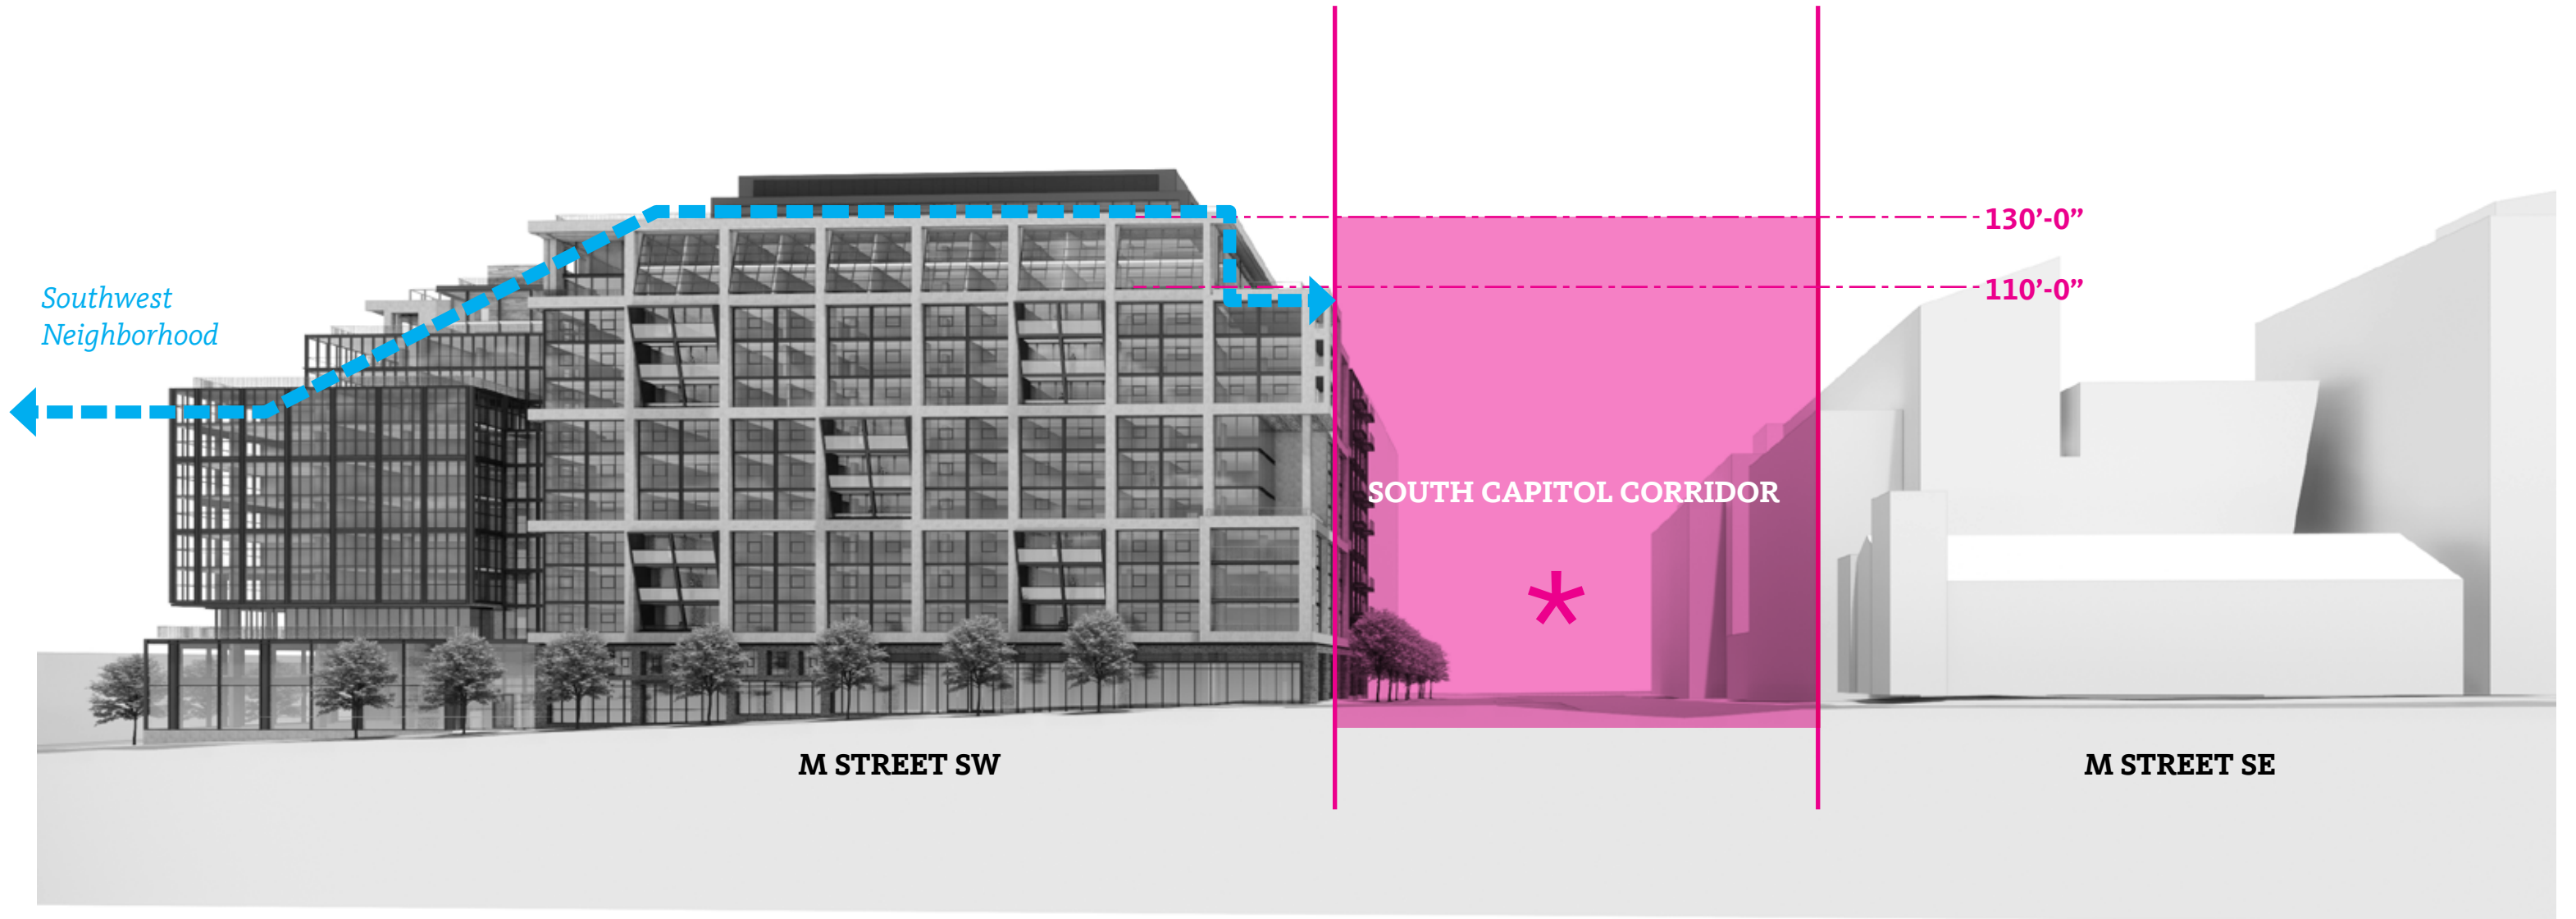 130’-0”
Southwest
Neighborhood
110’-0”
SOUTH CAPITOL CORRIDOR
*
M STREET SW
M STREET SE